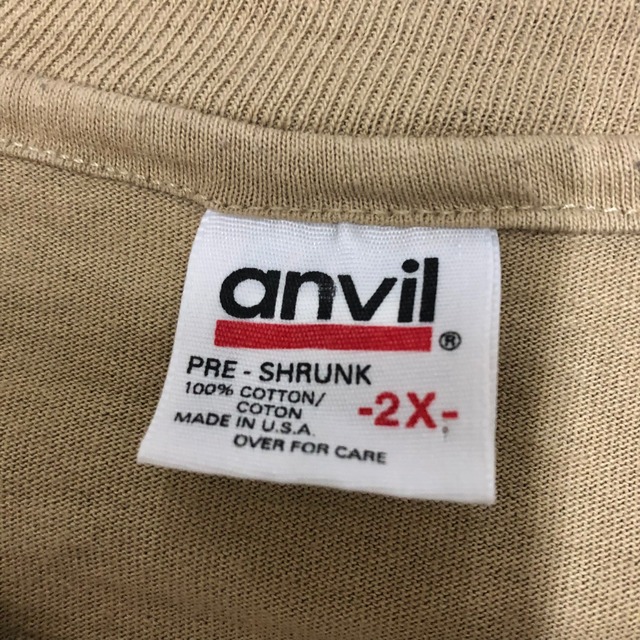 anvil®
PRE - SHRUNK
100% COTTON/
COTON
-2X-
MADE IN U.S.A.
OVER FOR CARE